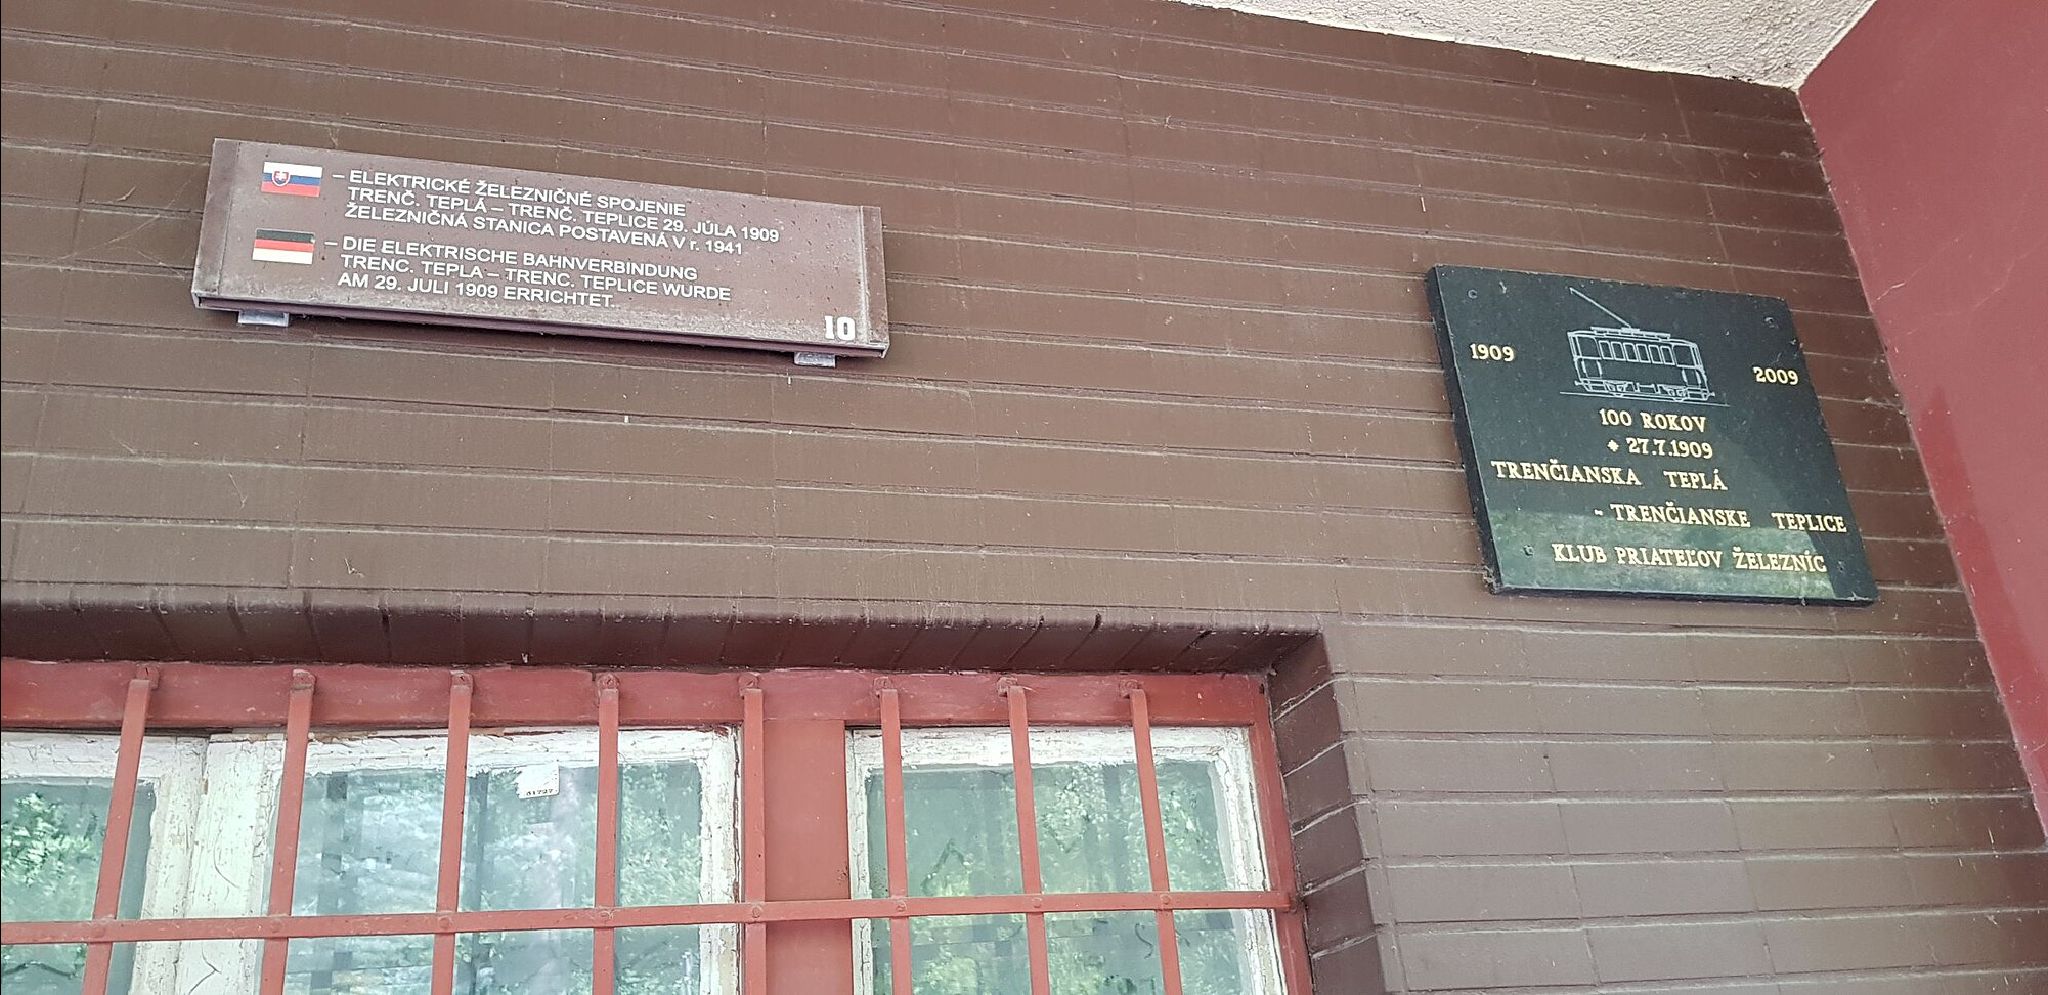 – ELEKTRICKÉ ŽELEZNIČNÉ SPOJENIE
TRENČ. TEPLÁ – TRENČ. TEPLICE 29. JÚLA 1909
ŽELEZNIČNÁ STANICA POSTAVENÁ V r. 1941
– DIE ELEKTRISCHE BAHNVERBINDUNG
TRENC. TEPLA – TRENC. TEPLICE WURDE
AM 29. JULI 1909 ERRICHTET.
10
1909
2009
100 ROKOV
* 27.7.1909
TRENČIANSKA TEPLÁ
- TRENČIANSKE TEPLICE
KLUB PRIATEĽOV ŽELEZNÍC